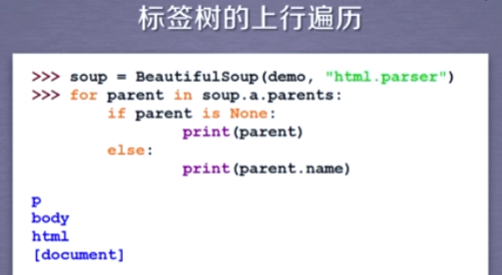 标签树的上行遍历
>>> soup = BeautifulSoup(demo, "html.parser")
>>> for parent in soup.a.parents:
        if parent is None:
                print(parent)
        else:
                print(parent.name)
p
body
html
[document]